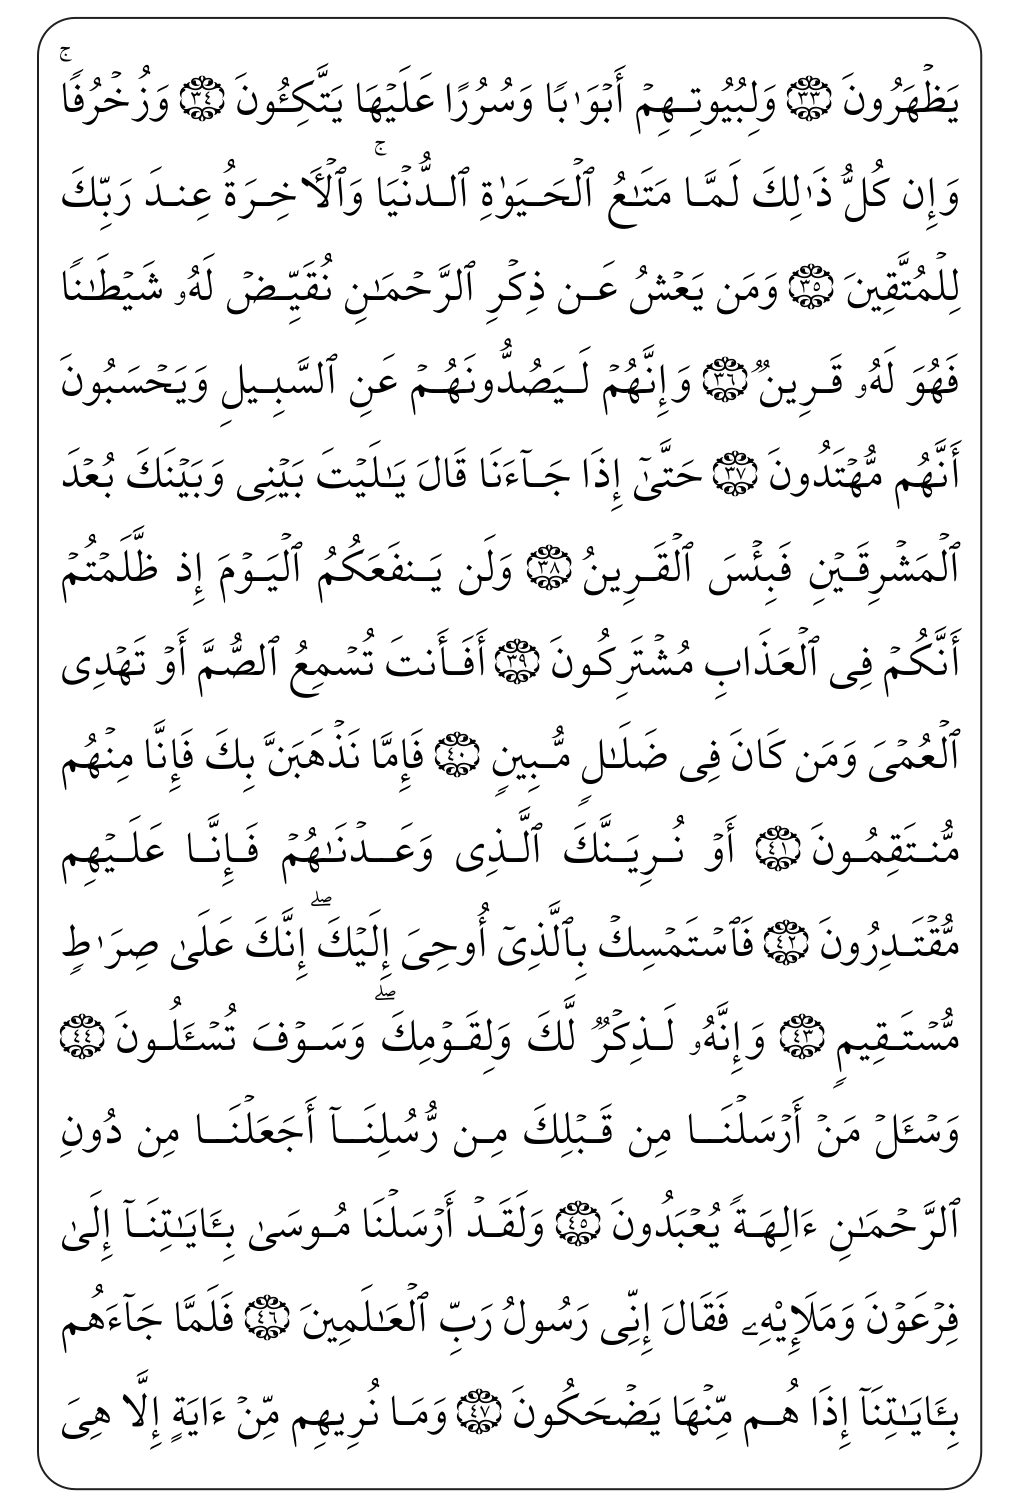 يَظْهَرُونَ ٣٣ وَلِبُيُوتِهِمْ أَبْوَٰبًا وَسُرُرًا عَلَيْهَا يَتَّكِـُٔونَ ٣٤ وَزُخْرُفًا ۚ
وَإِن كُلُّ ذَٰلِكَ لَمَّا مَتَـٰعُ ٱلْحَيَوٰةِ ٱلدُّنْيَا ۚ وَٱلْـَٔاخِرَةُ عِندَ رَبِّكَ
لِلْمُتَّقِينَ ٣٥ وَمَن يَعْشُ عَن ذِكْرِ ٱلرَّحْمَـٰنِ نُقَيِّضْ لَهُۥ شَيْطَـٰنًا
فَهُوَ لَهُۥ قَرِينٌ ٣٦ وَإِنَّهُمْ لَيَصُدُّونَهُمْ عَنِ ٱلسَّبِيلِ وَيَحْسَبُونَ
أَنَّهُم مُّهْتَدُونَ ٣٧ حَتَّىٰٓ إِذَا جَآءَنَا قَالَ يَـٰلَيْتَ بَيْنِى وَبَيْنَكَ بُعْدَ
ٱلْمَشْرِقَيْنِ فَبِئْسَ ٱلْقَرِينُ ٣٨ وَلَن يَنفَعَكُمُ ٱلْيَوْمَ إِذ ظَّلَمْتُمْ
أَنَّكُمْ فِى ٱلْعَذَابِ مُشْتَرِكُونَ ٣٩ أَفَأَنتَ تُسْمِعُ ٱلصُّمَّ أَوْ تَهْدِى
ٱلْعُمْىَ وَمَن كَانَ فِى ضَلَـٰلٍ مُّبِينٍ ٤٠ فَإِمَّا نَذْهَبَنَّ بِكَ فَإِنَّا مِنْهُم
مُّنتَقِمُونَ ٤١ أَوْ نُرِيَنَّكَ ٱلَّذِى وَعَدْنَـٰهُمْ فَإِنَّا عَلَيْهِم
مُّقْتَدِرُونَ ٤٢ فَٱسْتَمْسِكْ بِٱلَّذِىٓ أُوحِىَ إِلَيْكَ ۖ إِنَّكَ عَلَىٰ صِرَٰطٍ
مُّسْتَقِيمٍ ٤٣ وَإِنَّهُۥ لَذِكْرٌ لَّكَ وَلِقَوْمِكَ ۖ وَسَوْفَ تُسْـَٔلُونَ ٤٤
وَسْـَٔلْ مَنْ أَرْسَلْنَا مِن قَبْلِكَ مِن رُّسُلِنَآ أَجَعَلْنَا مِن دُونِ
ٱلرَّحْمَـٰنِ ءَالِهَةً يُعْبَدُونَ ٤٥ وَلَقَدْ أَرْسَلْنَا مُوسَىٰ بِـَٔايَـٰتِنَآ إِلَىٰ
فِرْعَوْنَ وَمَلَإِيْهِۦ فَقَالَ إِنِّى رَسُولُ رَبِّ ٱلْعَـٰلَمِينَ ٤٦ فَلَمَّا جَآءَهُم
بِـَٔايَـٰتِنَآ إِذَا هُم مِّنْهَا يَضْحَكُونَ ٤٧ وَمَا نُرِيهِم مِّنْ ءَايَةٍ إِلَّا هِىَ